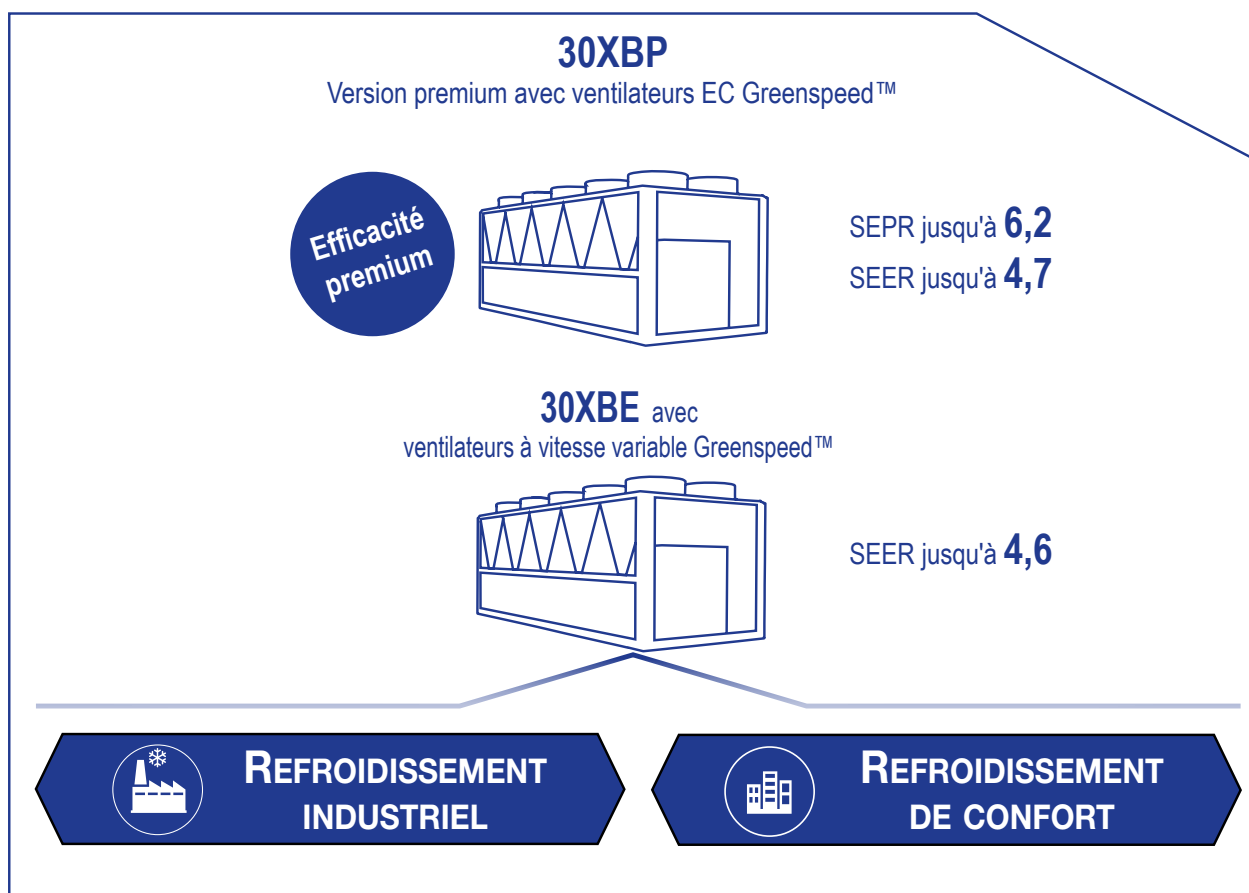 30XBP
Version premium avec ventilateurs EC Greenspeed™
Efficacité
premium
SEPR jusqu'à 6,2
SEER jusqu'à 4,7
30XBE avec
ventilateurs à vitesse variable Greenspeed™
SEER jusqu'à 4,6
REFROIDISSEMENT
INDUSTRIEL
REFROIDISSEMENT
DE CONFORT